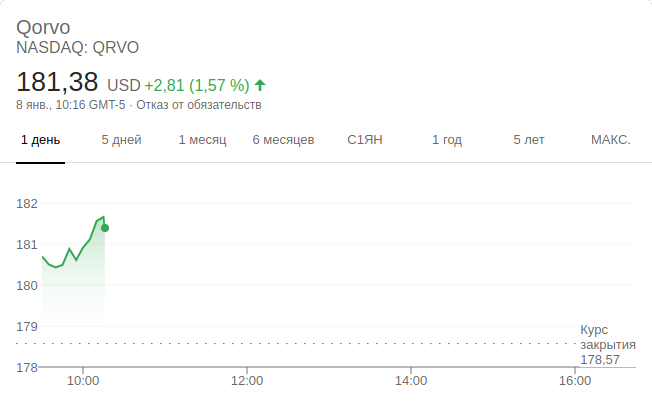 Qorvo
NASDAQ: QRVO
181,38 USD +2,81 (1,57 %)
8 янв., 10:16 GMT-5 · Отказ от обязательств
1 день 5 дней 1 месяц 6 месяцев С1ЯН 1 год 5 лет МАКС.
182
181
180
179
Курс
закрытия
178,57
178
10:00 12:00 14:00 16:00